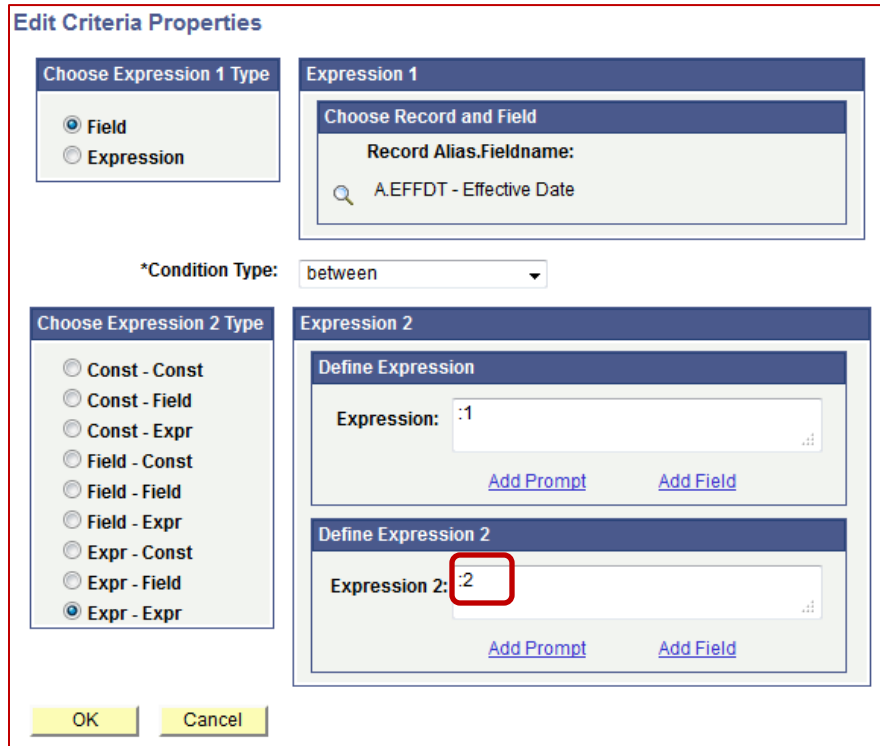 Edit Criteria Properties
Choose Expression 1 Type
Field
Expression
Expression 1
Choose Record and Field
Record Alias.Fieldname:
A.EFFDT - Effective Date
*Condition Type: between
Choose Expression 2 Type
Const - Const
Const - Field
Const - Expr
Field - Const
Field - Field
Field - Expr
Expr - Const
Expr - Field
Expr - Expr
Expression 2
Define Expression
Expression: :1
Add Prompt Add Field
Define Expression 2
Expression 2: :2
Add Prompt Add Field
OK Cancel